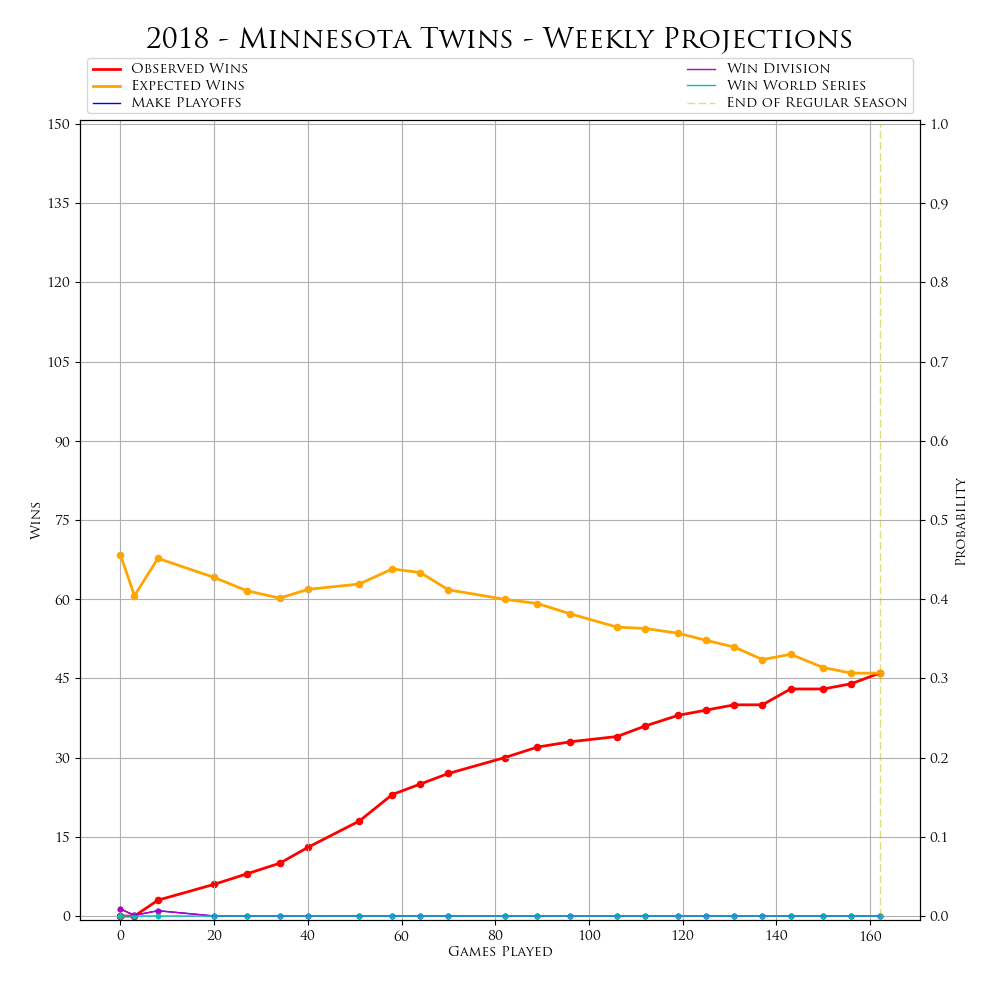 2018 - Minnesota Twins - Weekly Projections
Observed Wins
Expected Wins
Make Playoffs
Win Division
Win World Series
End of Regular Season
150
135
120
105
90
75
60
45
30
15
0
Wins
1.0
0.9
0.8
0.7
0.6
0.5
0.4
0.3
0.2
0.1
0.0
Probability
0 20 40 60 80 100 120 140 160
Games Played